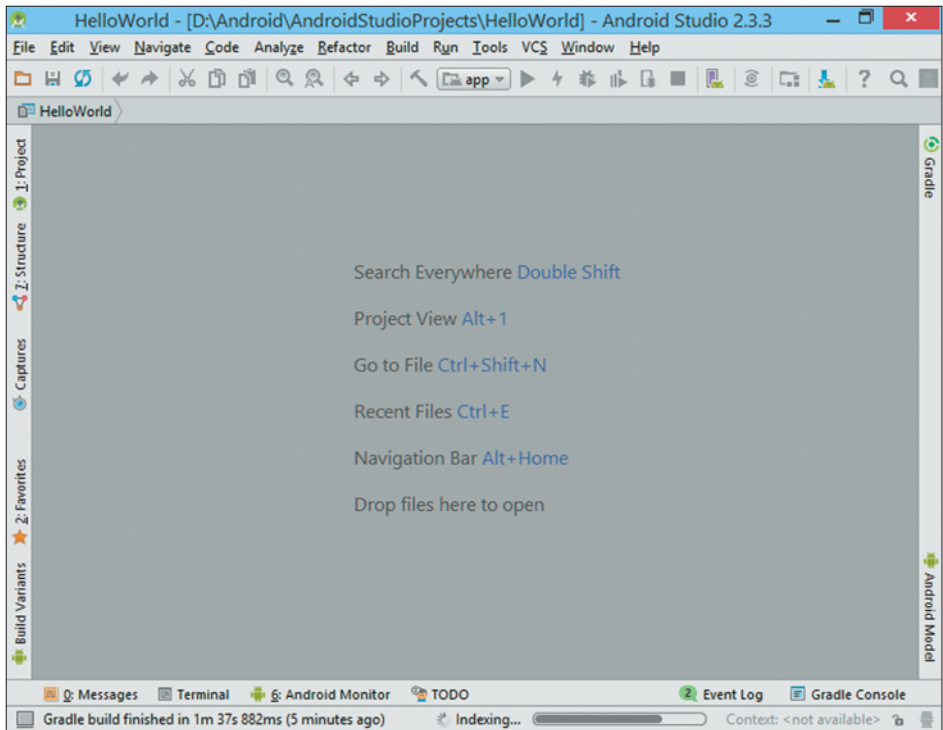 HelloWorld - [D:\Android\AndroidStudioProjects\HelloWorld] - Android Studio 2.3.3
File Edit View Navigate Code Analyze Refactor Build Run Tools VCS Window Help
app
HelloWorld
1: Project
7: Structure
Captures
2: Favorites
Build Variants
Search Everywhere Double Shift
Project View Alt+1
Go to File Ctrl+Shift+N
Recent Files Ctrl+E
Navigation Bar Alt+Home
Drop files here to open
Gradle
Android Model
0: Messages Terminal 6: Android Monitor TODO 2 Event Log Gradle Console
Gradle build finished in 1m 37s 882ms (5 minutes ago) Indexing... Context: <not available>